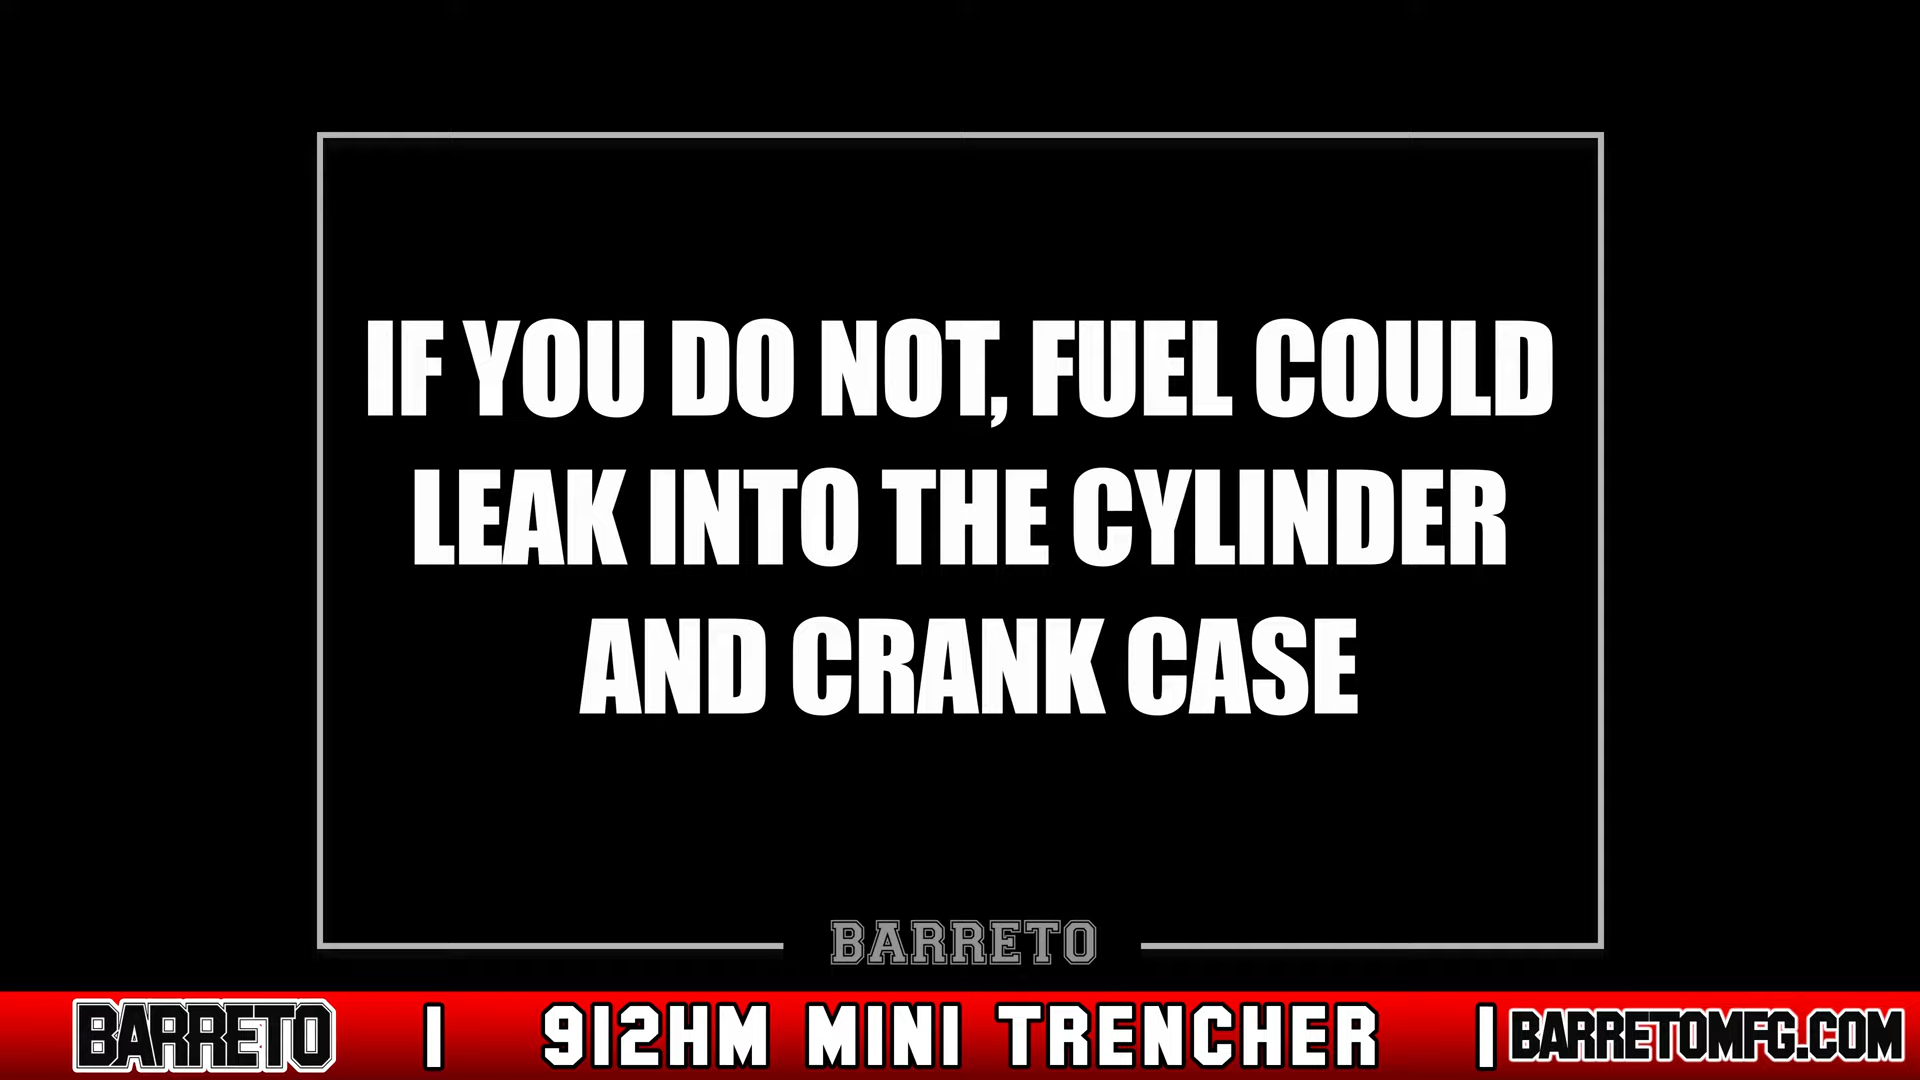 IF YOU DO NOT, FUEL COULD
LEAK INTO THE CYLINDER
AND CRANK CASE
BARRETO
BARRETO | 912HM MINI TRENCHER | BARRETOMFG.COM